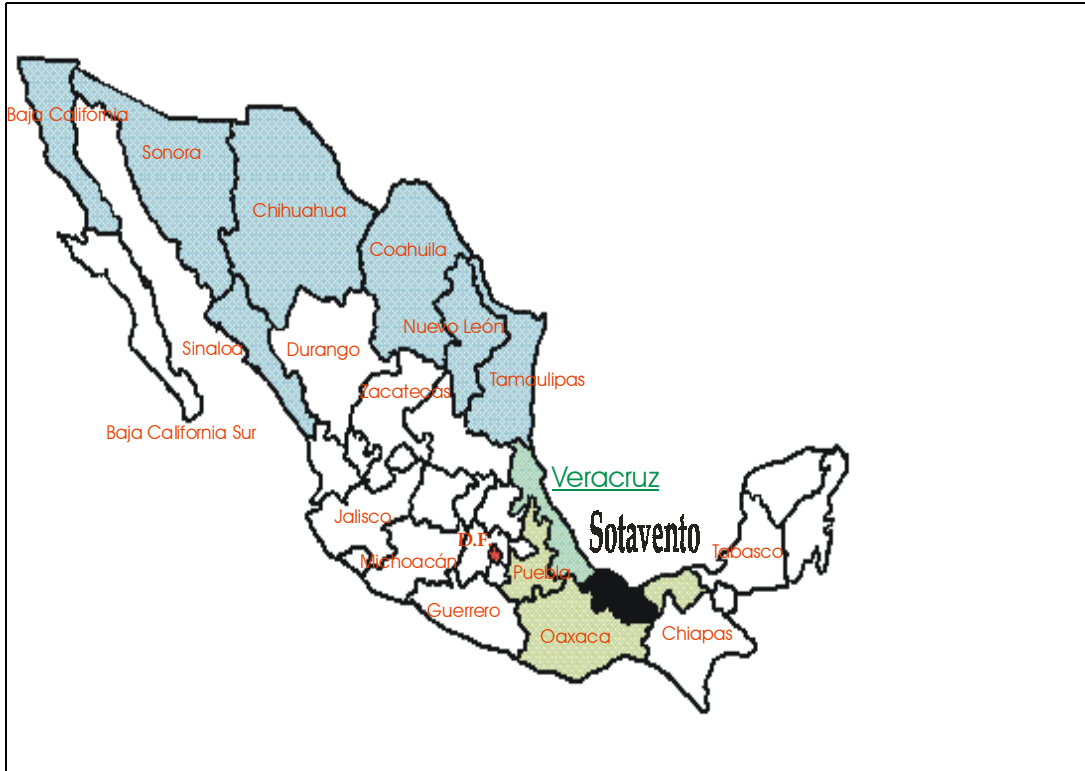 Baja California
Sonora
Chihuahua
Coahuila
Nuevo León
Sinaloa
Durango
Zacatecas
Tamaulipas
Baja California Sur
Veracruz
Jalisco
Sotavento
D.F
Michoacán
Puebla
Tabasco
Guerrero
Oaxaca
Chiapas